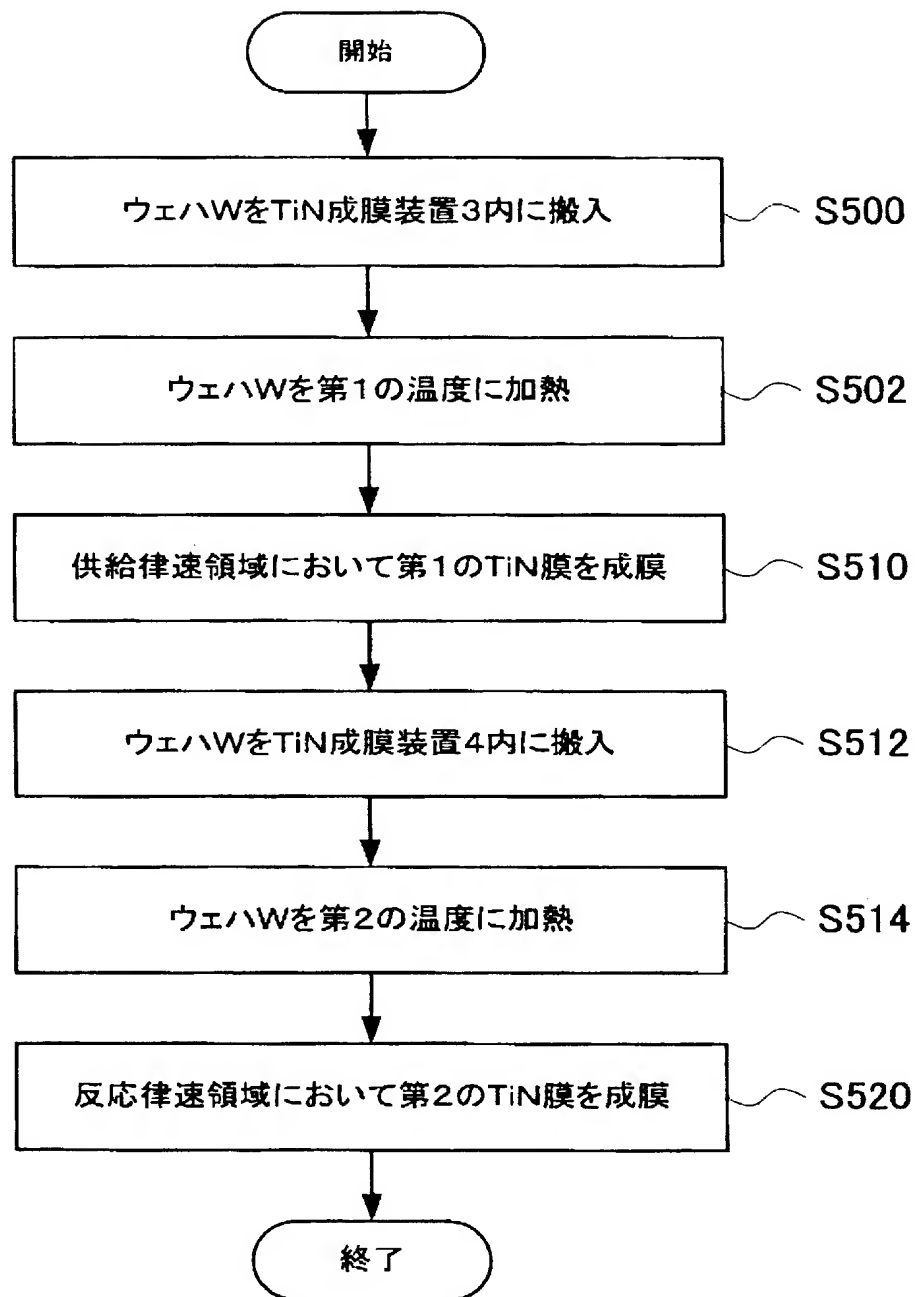 開始
ウェハWをTiN成膜装置3内に搬入
S500
ウェハWを第1の温度に加熱
S502
供給律速領域において第1のTiN膜を成膜
S510
ウェハWをTiN成膜装置4内に搬入
S512
ウェハWを第2の温度に加熱
S514
反応律速領域において第2のTiN膜を成膜
S520
終了